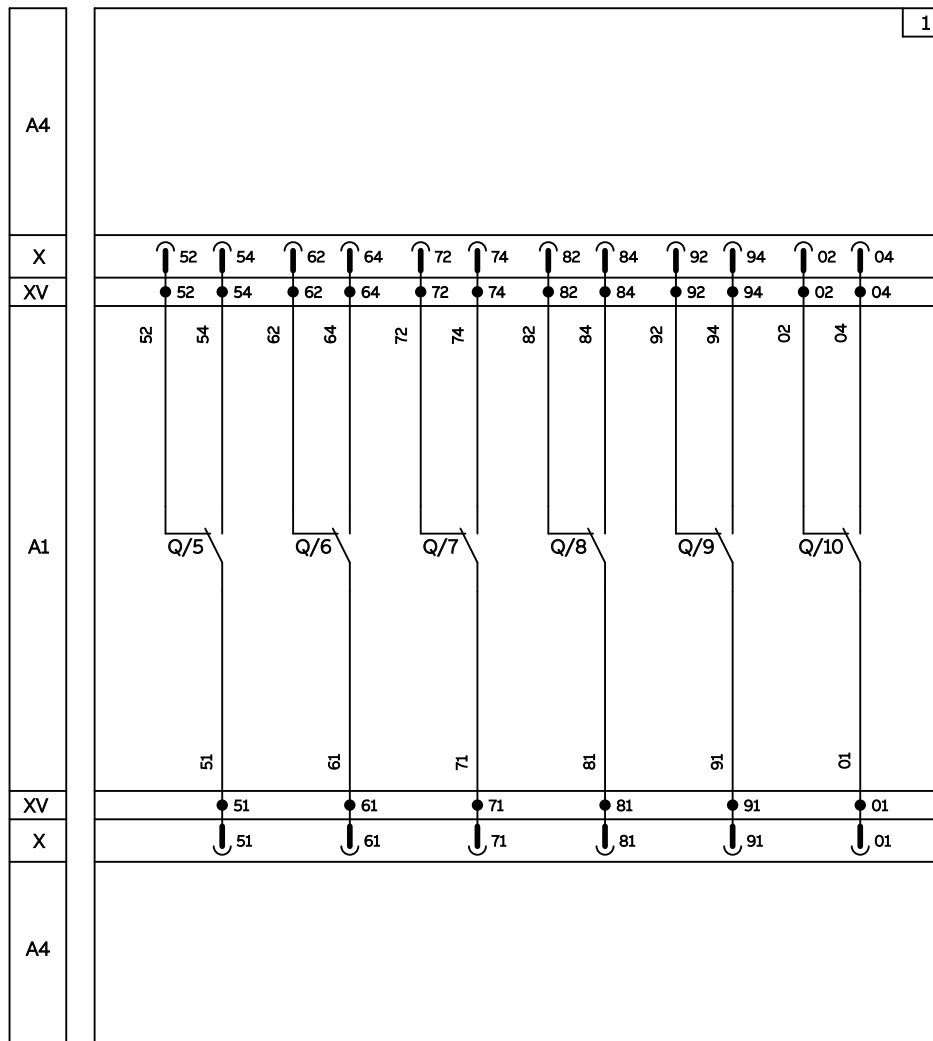 1
A4
X 52 54 62 64 72 74 82 84 92 94 02 04
XV 52 54 62 64 72 74 82 84 92 94 02 04
52 54 62 64 72 74 82 84 92 94 02 04
A1 Q/5 Q/6 Q/7 Q/8 Q/9 Q/10
51 61 71 81 91 01
XV 51 61 71 81 91 01
X 51 61 71 81 91 01
A4